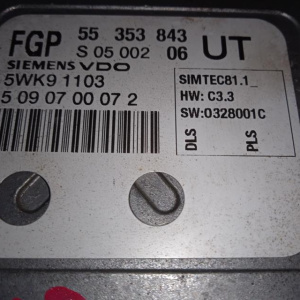 FGP 55 353 843
S 05 002 06 UT
SIEMENS VDO
5WK9 1103
5 09 07 00 07 2
SIMTEC81.1_
HW: C3.3
SW:0328001C
DLS
PLS